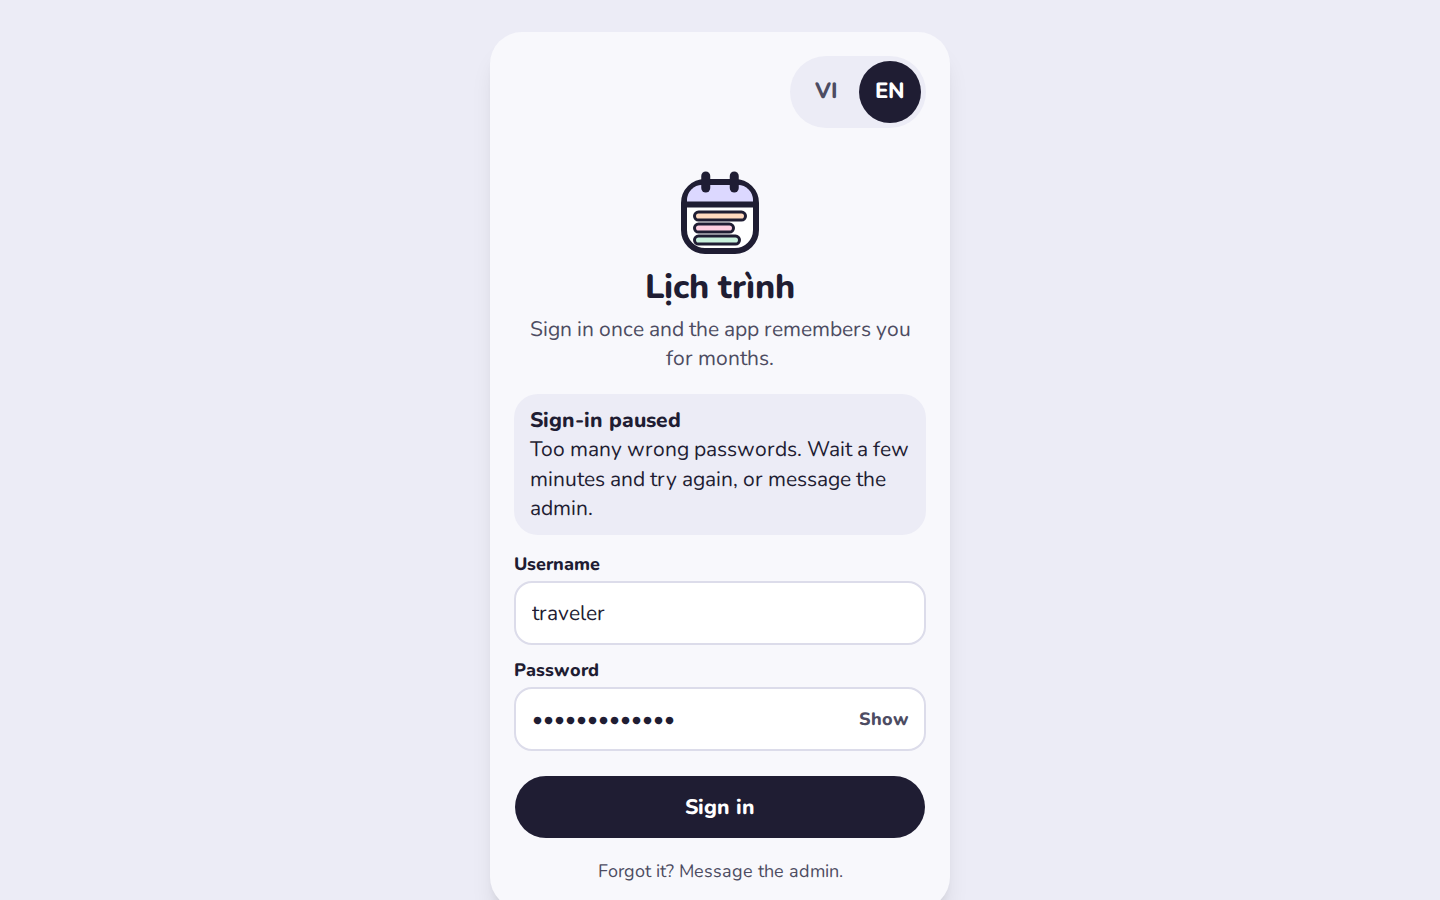 VI EN
Lịch trình
Sign in once and the app remembers you
for months.
Sign-in paused
Too many wrong passwords. Wait a few
minutes and try again, or message the
admin.
Username
traveler
Password
•••••••••••••
Show
Sign in
Forgot it? Message the admin.